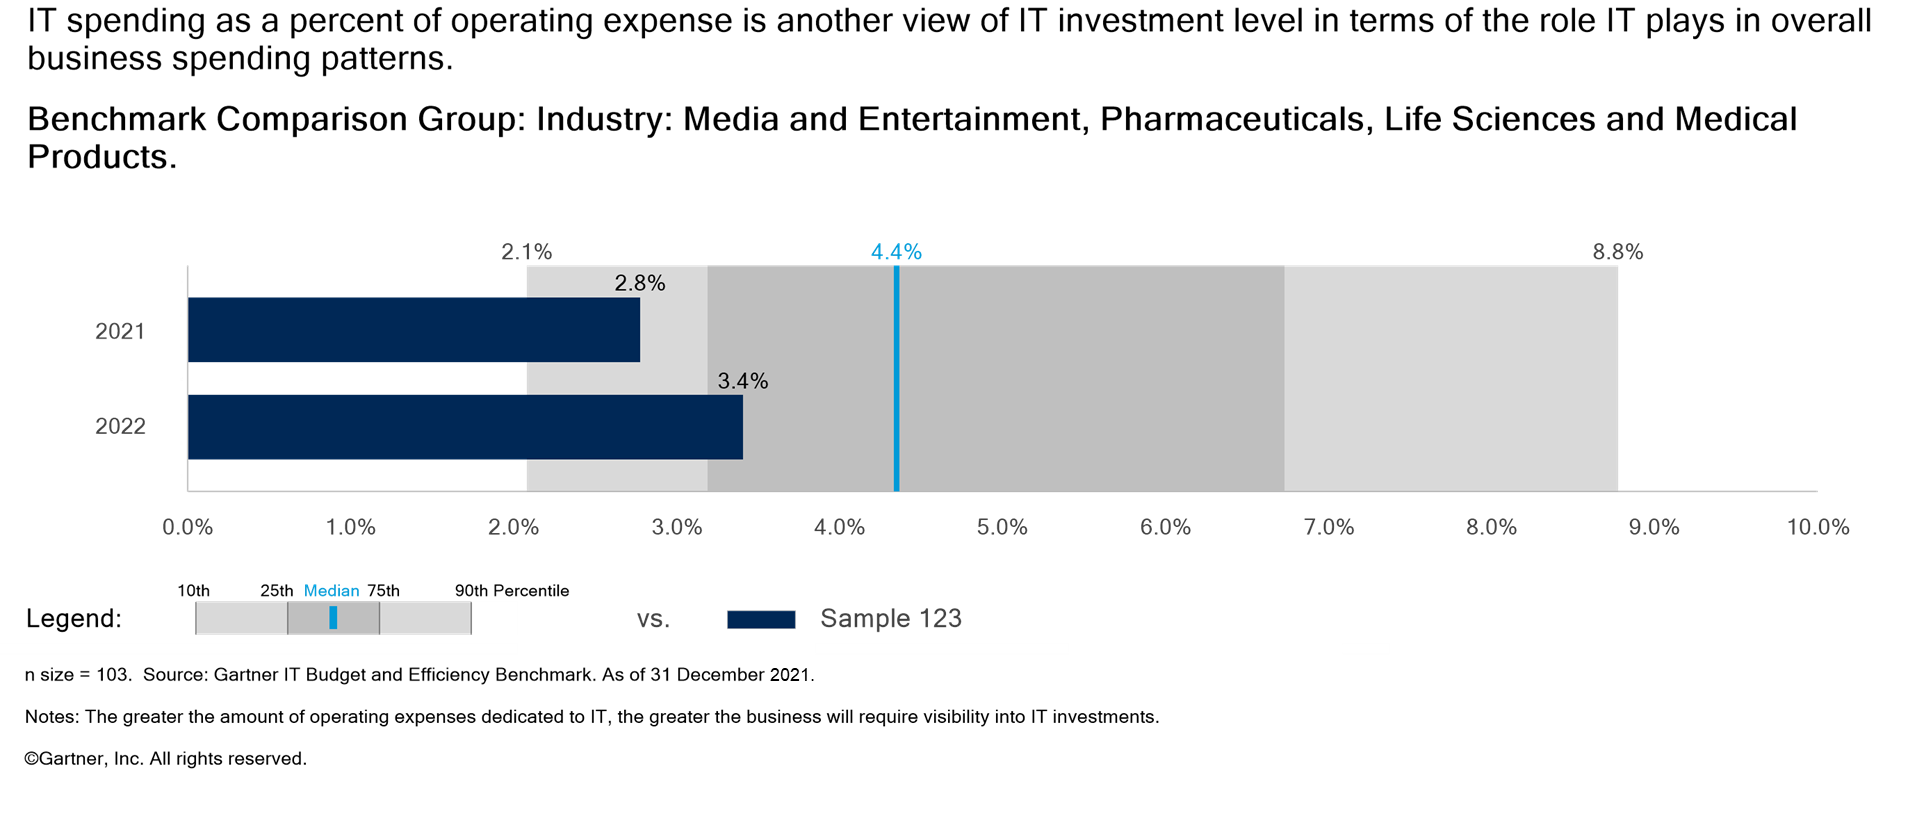 IT spending as a percent of operating expense is another view of IT investment level in terms of the role IT plays in overall
business spending patterns.
Benchmark Comparison Group: Industry: Media and Entertainment, Pharmaceuticals, Life Sciences and Medical
Products.
2.1% 4.4% 8.8%
2.8%
2021
3.4%
2022
0.0% 1.0% 2.0% 3.0% 4.0% 5.0% 6.0% 7.0% 8.0% 9.0% 10.0%
10th 25th Median 75th 90th Percentile
Legend: vs. Sample 123
n size = 103.  Source: Gartner IT Budget and Efficiency Benchmark. As of 31 December 2021.
Notes: The greater the amount of operating expenses dedicated to IT, the greater the business will require visibility into IT investments.
©Gartner, Inc. All rights reserved.